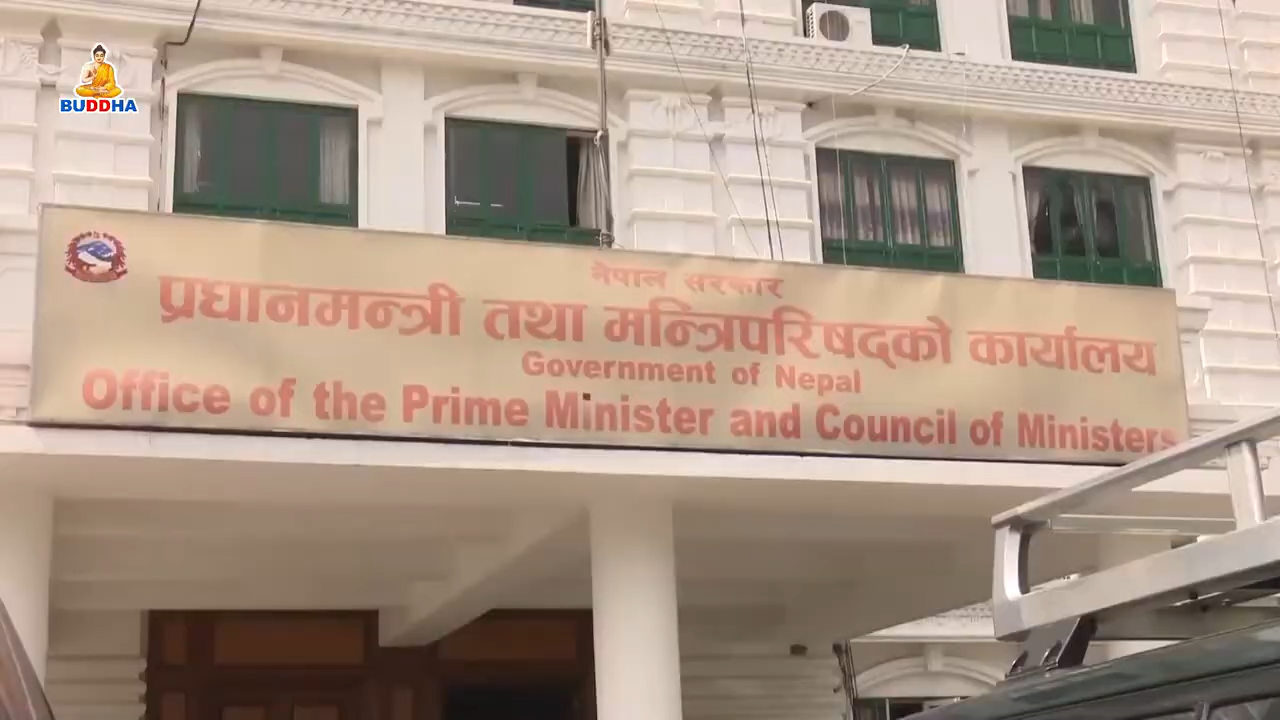 BUDDHA
नेपाल सरकार
प्रधानमन्त्री तथा मन्त्रिपरिषद्को कार्यालय
Government of Nepal
Office of the Prime Minister and Council of Ministers